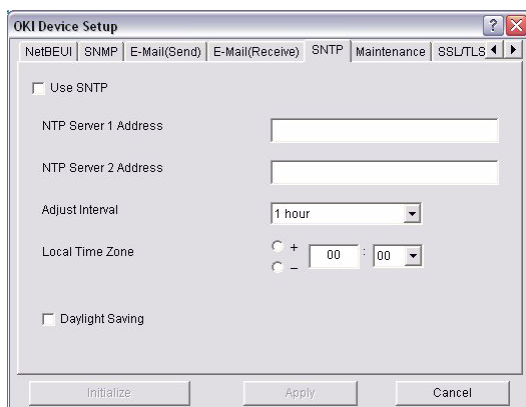 OKI Device Setup
NetBEUI SNMP E-Mail(Send) E-Mail(Receive) SNTP Maintenance SSL/TLS
Use SNTP
NTP Server 1 Address
NTP Server 2 Address
Adjust Interval 1 hour
Local Time Zone + 00 : 00
−
Daylight Saving
Initialize Apply Cancel